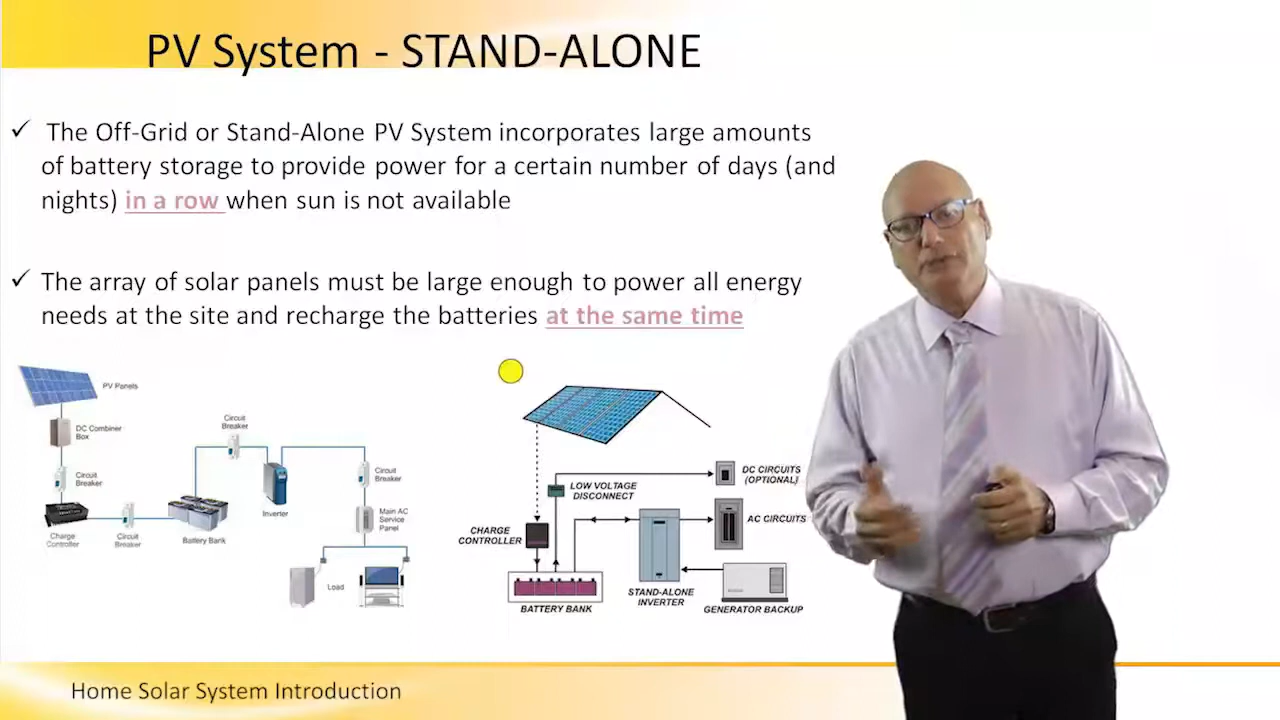 PV System - STAND-ALONE
✓ The Off-Grid or Stand-Alone PV System incorporates large amounts
of battery storage to provide power for a certain number of days (and
nights) in a row when sun is not available
✓ The array of solar panels must be large enough to power all energy
needs at the site and recharge the batteries at the same time
PV Panels
DC Combiner
Box
Circuit
Breaker
Charge
Controller
Circuit
Breaker
Battery Bank
Circuit
Breaker
Inverter
Circuit
Breaker
Main AC
Service
Panel
Load
LOW VOLTAGE
DISCONNECT
DC CIRCUITS
(OPTIONAL)
CHARGE
CONTROLLER
AC CIRCUITS
BATTERY BANK
STAND-ALONE
INVERTER
GENERATOR BACKUP
Home Solar System Introduction